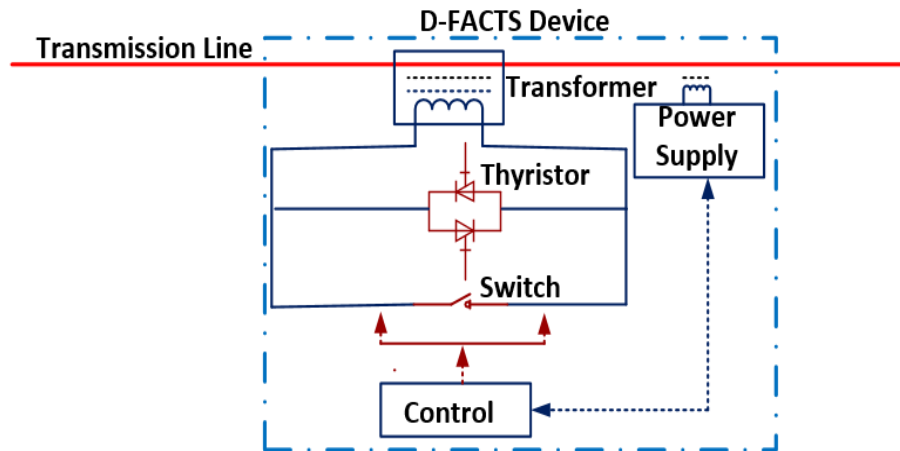 D-FACTS Device
Transmission Line
Transformer
Power
Supply
Thyristor
Switch
Control